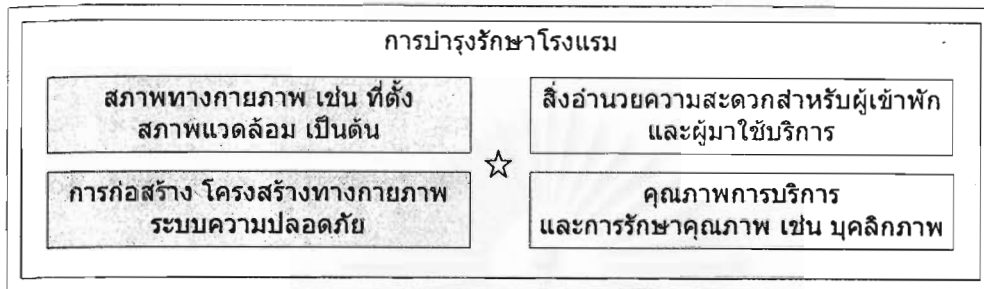 การบำรุงรักษาโรงแรม
สภาพทางกายภาพ เช่น ที่ตั้ง
สภาพแวดล้อม เป็นต้น
สิ่งอำนวยความสะดวกสำหรับผู้เข้าพัก
และผู้มาใช้บริการ
การก่อสร้าง โครงสร้างทางกายภาพ
ระบบความปลอดภัย
คุณภาพการบริการ
และการรักษาคุณภาพ เช่น บุคลิกภาพ